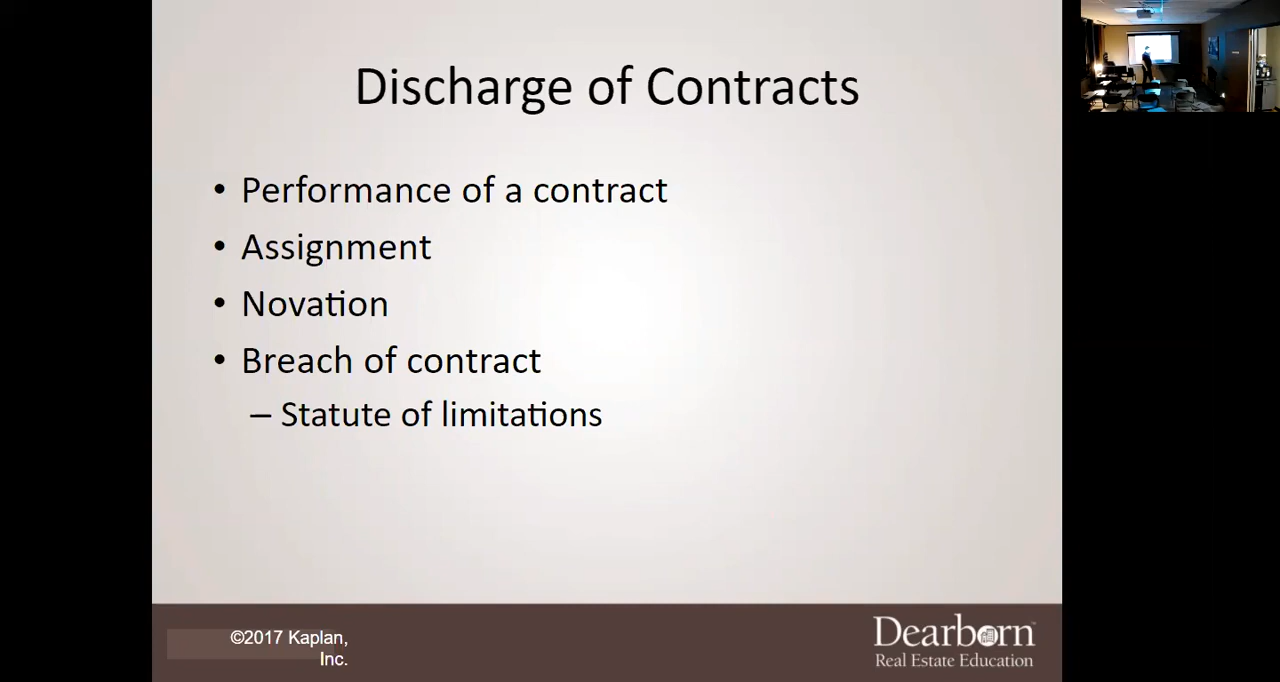 Discharge of Contracts
• Performance of a contract
• Assignment
• Novation
• Breach of contract
– Statute of limitations
©2017 Kaplan,
Inc.
Dearborn™
Real Estate Education